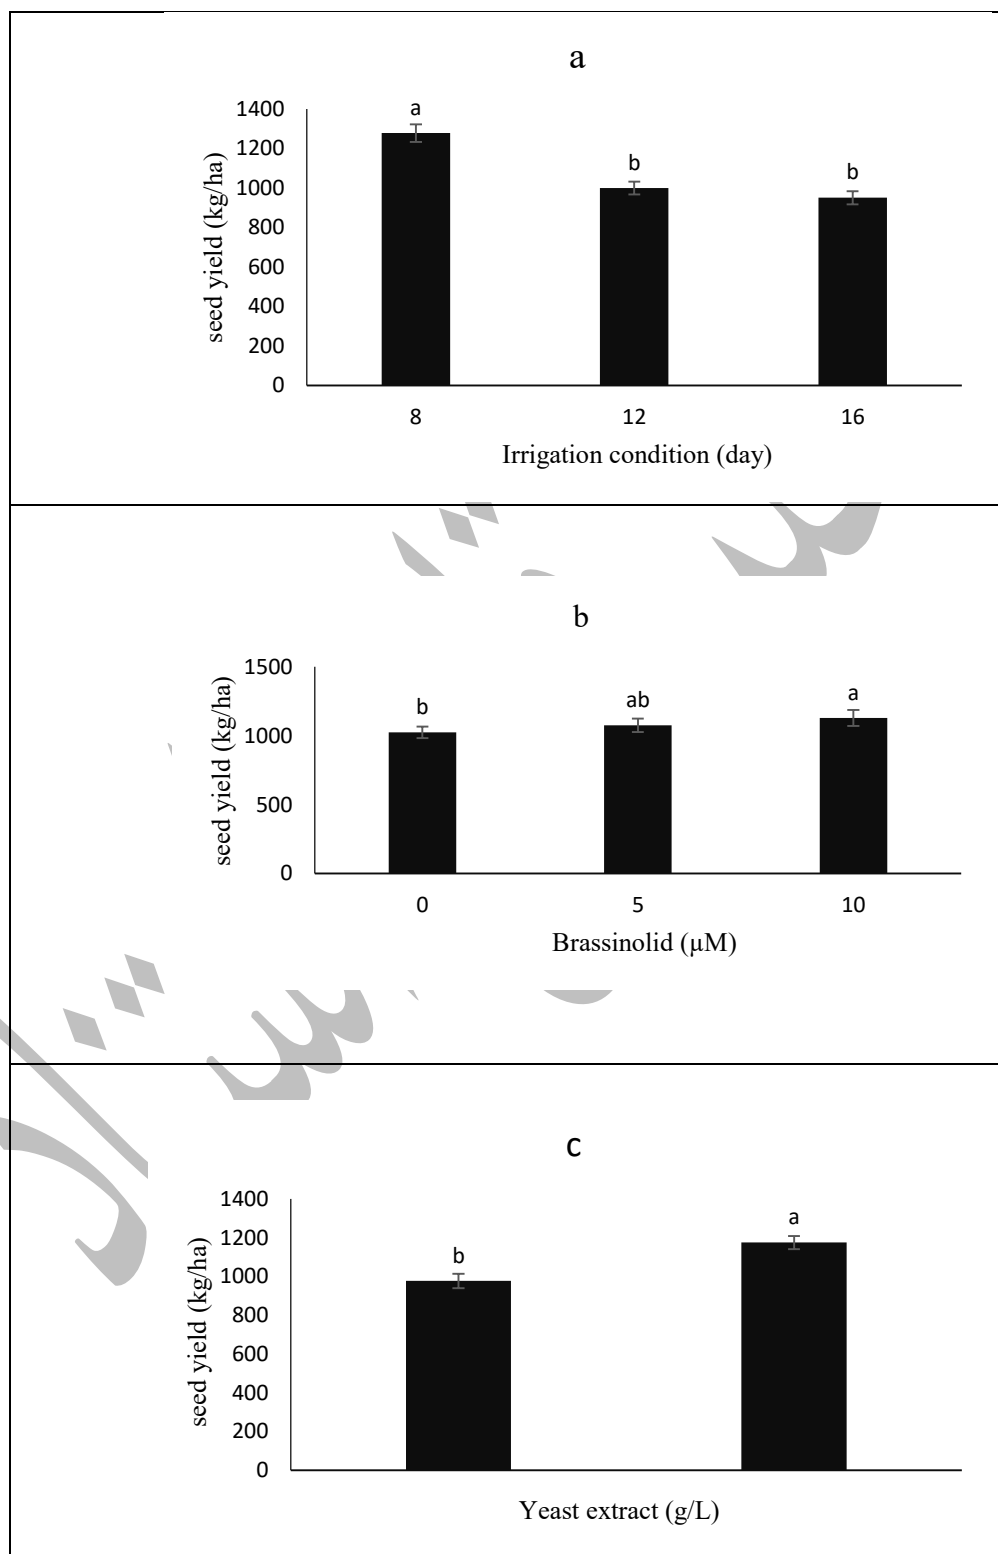 a
seed yield (kg/ha)
1400
1200
1000
800
600
400
200
0
a
b
b
8 12 16
Irrigation condition (day)
b
seed yield (kg/ha)
1500
1000
500
0
b
ab
a
0 5 10
Brassinolid (µM)
c
seed yield (kg/ha)
1400
1200
1000
800
600
400
200
0
b
a
Yeast extract (g/L)